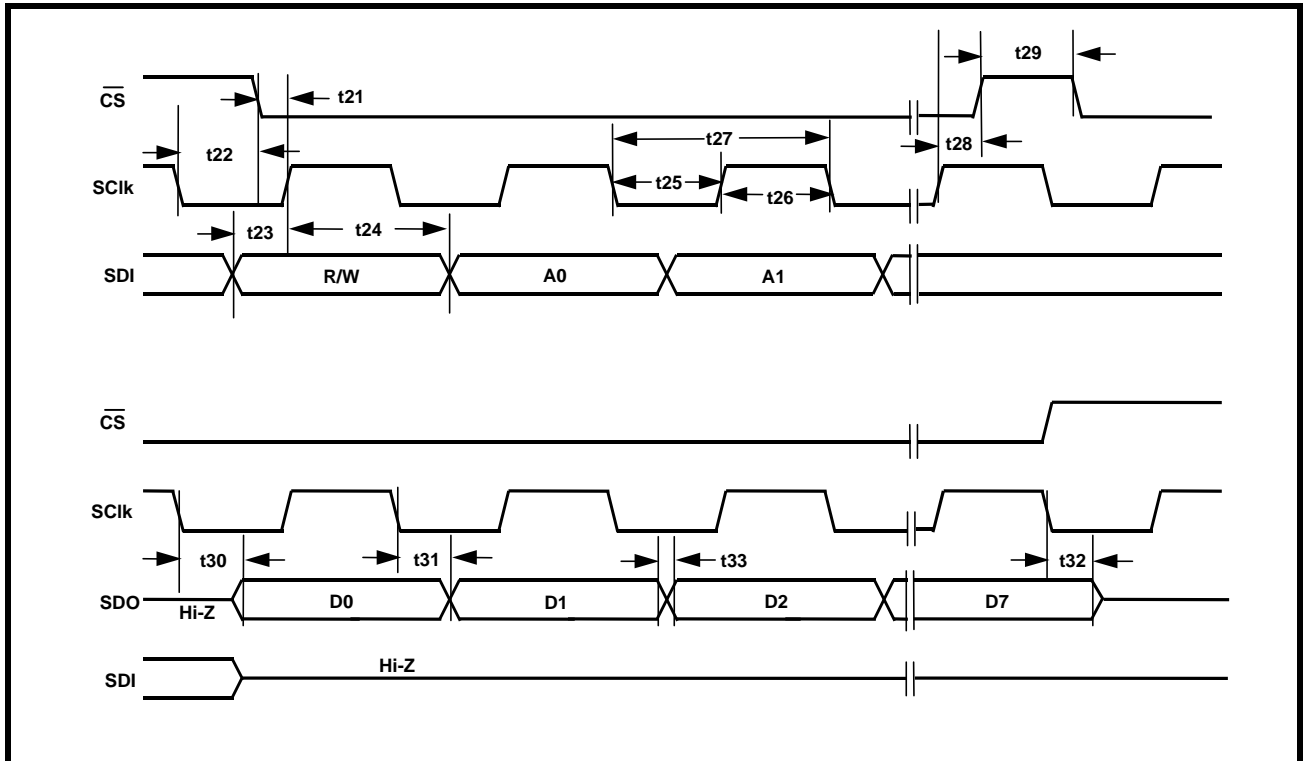 t29
CS
t21
t27
t22
t28
SClk
t25
t26
t23
t24
SDI
R/W
A0
A1
CS
SClk
t30
t31
t33
t32
SDO
Hi-Z
D0
D1
D2
D7
Hi-Z
SDI